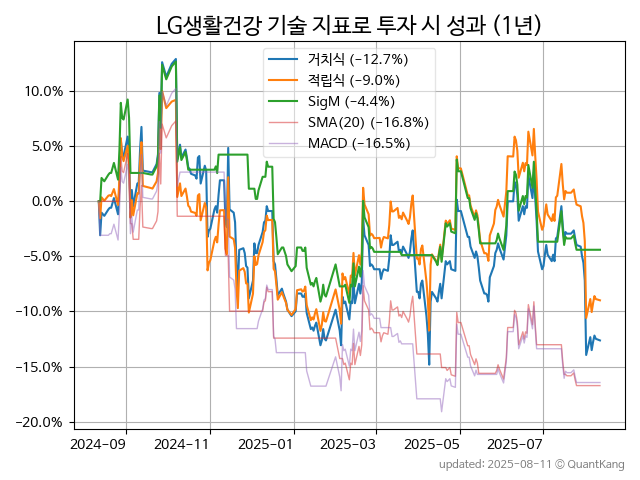 LG생활건강 기술 지표로 투자 시 성과 (1년)
거치식 (−12.7%)
적립식 (−9.0%)
SigM (−4.4%)
SMA(20) (−16.8%)
MACD (−16.5%)
10.0%
5.0%
0.0%
−5.0%
−10.0%
−15.0%
−20.0%
2024-09 2024-11 2025-01 2025-03 2025-05 2025-07
updated: 2025-08-11 © QuantKang